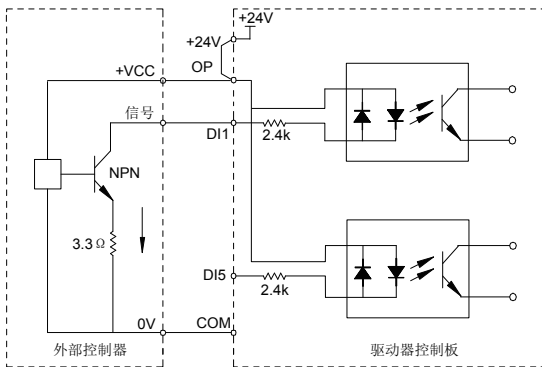 +24V
+24V
+VCC
OP
信号
DI1
2.4k
NPN
3.3 Ω
DI5
2.4k
0V
COM
外部控制器
驱动器控制板